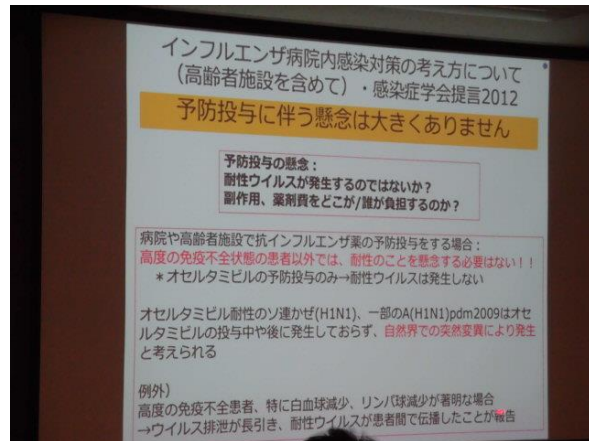 インフルエンザ病院内感染対策の考え方について
（高齢者施設を含めて）・感染症学会提言2012
予防投与に伴う懸念は大きくありません
予防投与の懸念：
耐性ウイルスが発生するのではないか？
副作用、薬剤費をどこが/誰が負担するのか？
病院や高齢者施設で抗インフルエンザ薬の予防投与をする場合：
高度の免疫不全状態の患者以外では、耐性のことを懸念する必要はない！！
＊オセルタミビルの予防投与のみ→耐性ウイルスは発生しない
オセルタミビル耐性のソ連かぜ(H1N1)、一部のA(H1N1)pdm2009はオセ
ルタミビルの投与中や後に発生しておらず、自然界での突然変異により発生
と考えられる
例外）
高度の免疫不全患者、特に白血球減少、リンパ球減少が著明な場合
→ウイルス排泄が長引き、耐性ウイルスが患者間で伝播したことが報告